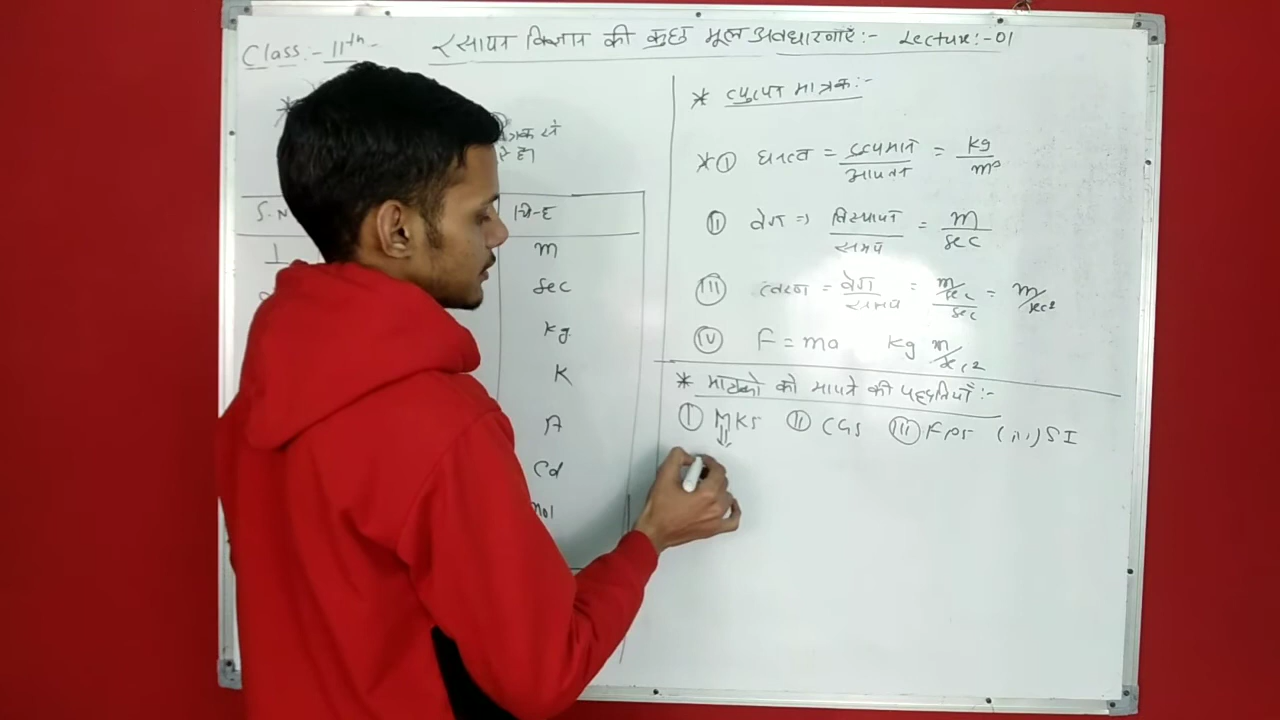 Class:- 11th- रसायन विज्ञान की कुछ मूल अवधारनाएँ:- Lecture:-01
*
त्रक से
है।
S.N चिन्ह
1 m
sec
kg
K
A
Cd
mol
* व्युत्पन्न मात्रक:-
* I घनत्व = द्रव्यमान / आयतन = kg / m³
II वेग => विस्थापन / समय = m / sec
III त्वरण = वेग / समय = m/sec / sec = m/sec²
IV F = ma kg m/sec2
* मात्रको को मापने की पद्धतियाँ:-
I MKS II CGS III FPS (iv) SI